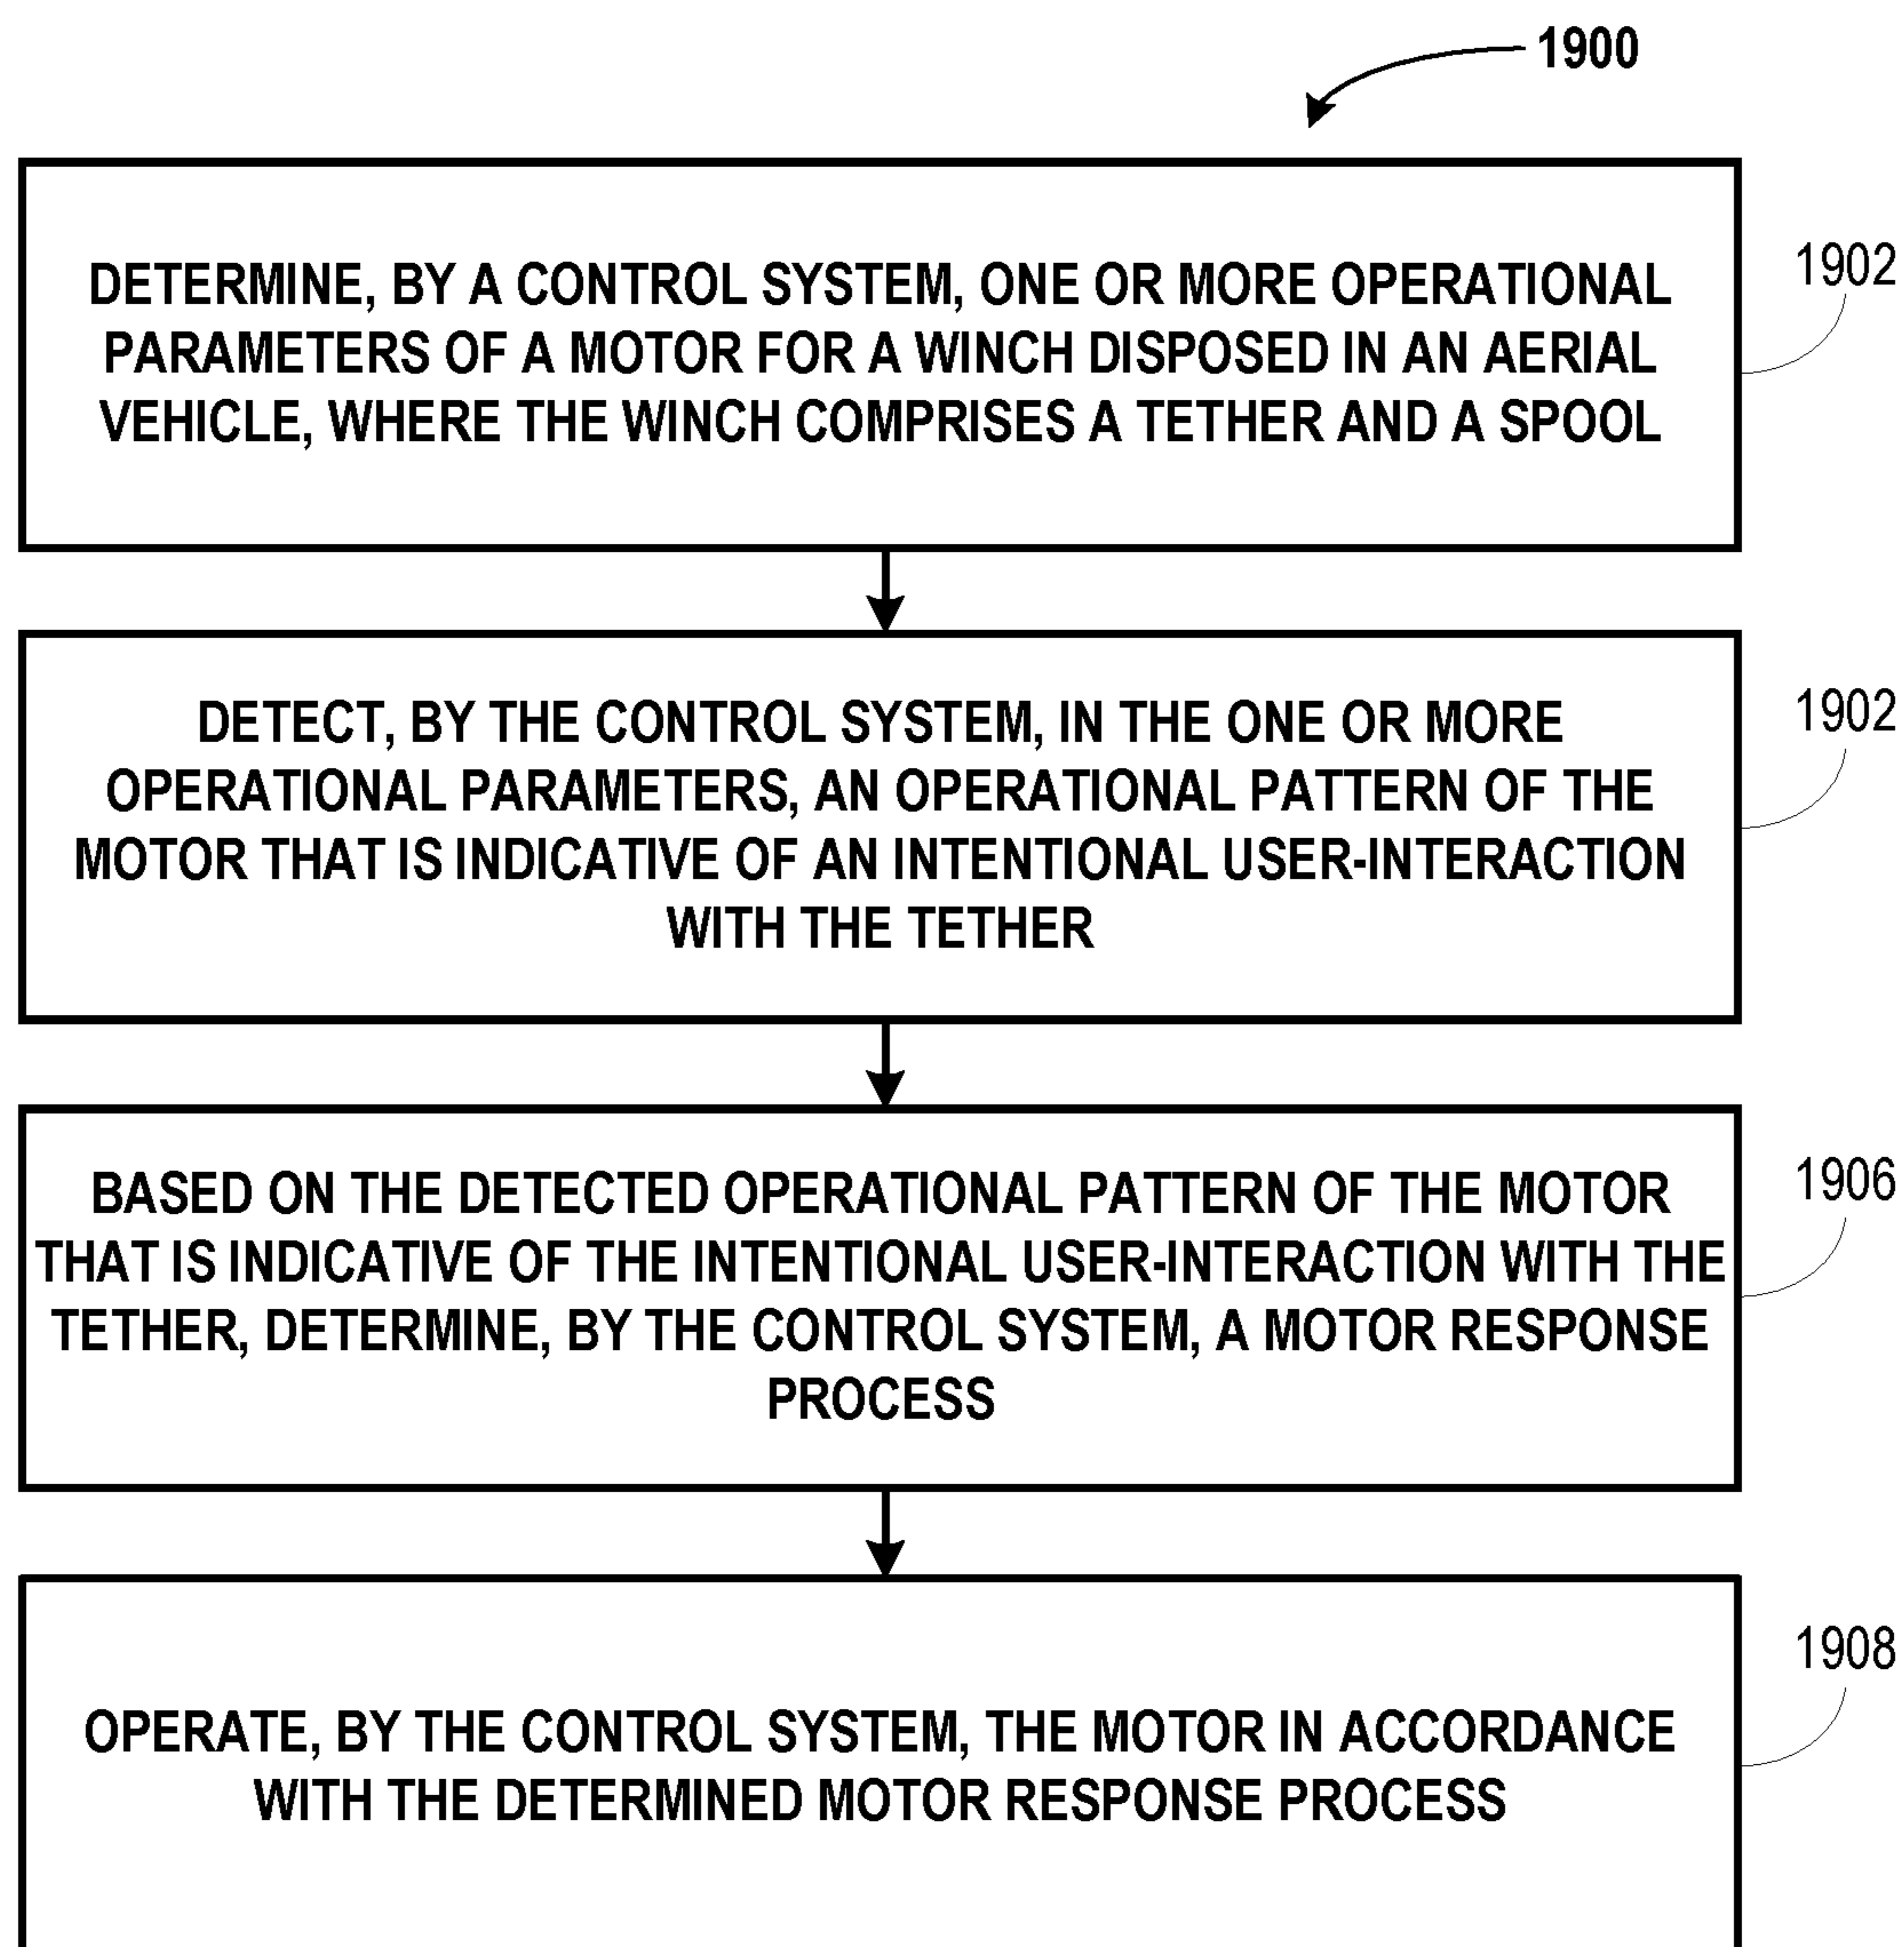 1900
DETERMINE, BY A CONTROL SYSTEM, ONE OR MORE OPERATIONAL
PARAMETERS OF A MOTOR FOR A WINCH DISPOSED IN AN AERIAL
VEHICLE, WHERE THE WINCH COMPRISES A TETHER AND A SPOOL
1902
DETECT, BY THE CONTROL SYSTEM, IN THE ONE OR MORE
OPERATIONAL PARAMETERS, AN OPERATIONAL PATTERN OF THE
MOTOR THAT IS INDICATIVE OF AN INTENTIONAL USER-INTERACTION
WITH THE TETHER
1902
BASED ON THE DETECTED OPERATIONAL PATTERN OF THE MOTOR
THAT IS INDICATIVE OF THE INTENTIONAL USER-INTERACTION WITH THE
TETHER, DETERMINE, BY THE CONTROL SYSTEM, A MOTOR RESPONSE
PROCESS
1906
OPERATE, BY THE CONTROL SYSTEM, THE MOTOR IN ACCORDANCE
WITH THE DETERMINED MOTOR RESPONSE PROCESS
1908